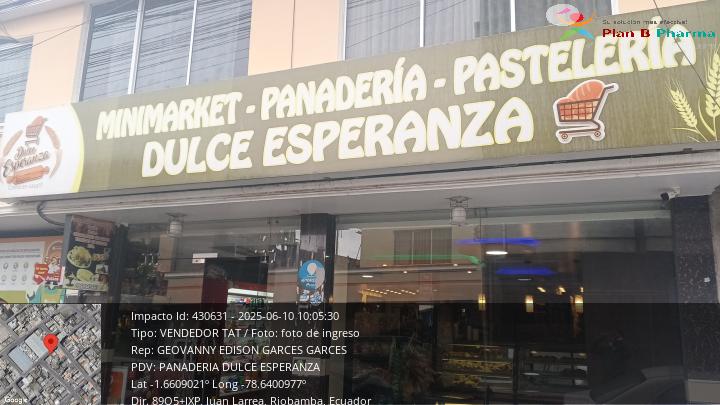 Su solución más efectiva!
Plan B Pharma
MINIMARKET - PANADERÍA - PASTELERÍA
DULCE ESPERANZA
Dulce
Esperanza
Impacto Id: 430631 - 2025-06-10 10:05:30
Tipo: VENDEDOR TAT / Foto: foto de ingreso
Rep: GEOVANNY EDISON GARCES GARCES
PDV: PANADERIA DULCE ESPERANZA
Lat -1.6609021º Long -78.6400977º
Dir. 89Q5+JXP, Juan Larrea, Riobamba, Ecuador
Google